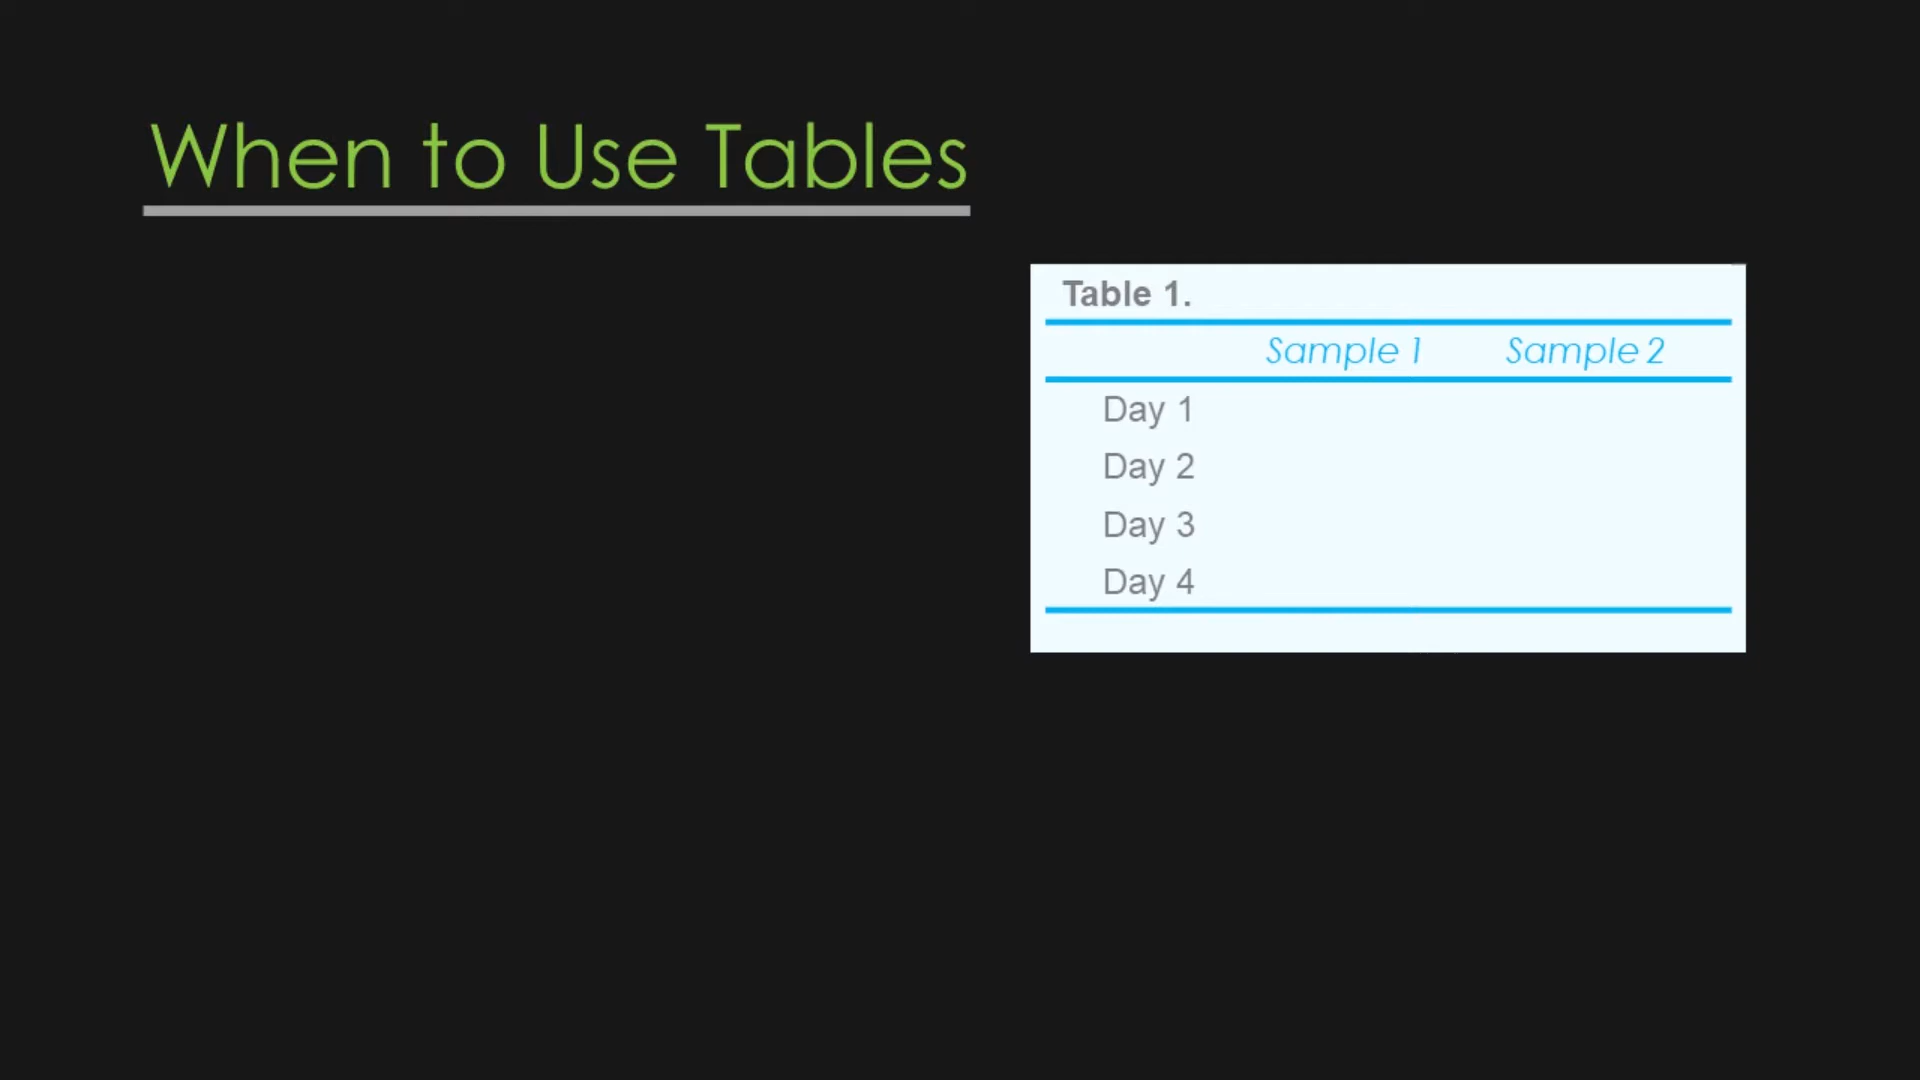 When to Use Tables
Table 1.
Sample 1 Sample 2
Day 1
Day 2
Day 3
Day 4